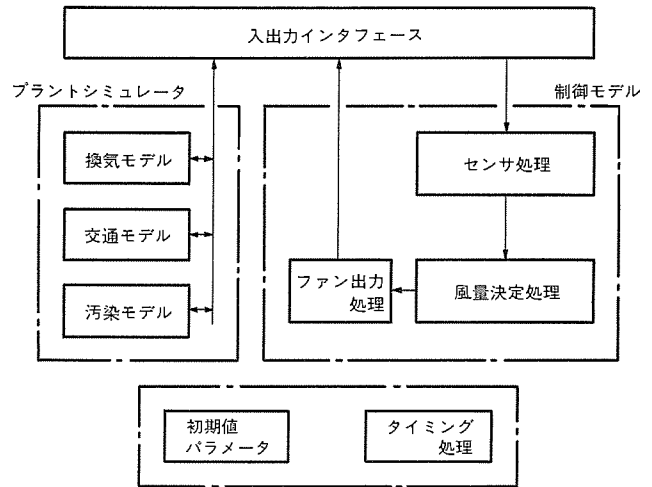 入出力インタフェース
プラントシミュレータ
制御モデル
換気モデル
交通モデル
汚染モデル
センサ処理
風量決定処理
ファン出力
処理
初期値
パラメータ
タイミング
処理